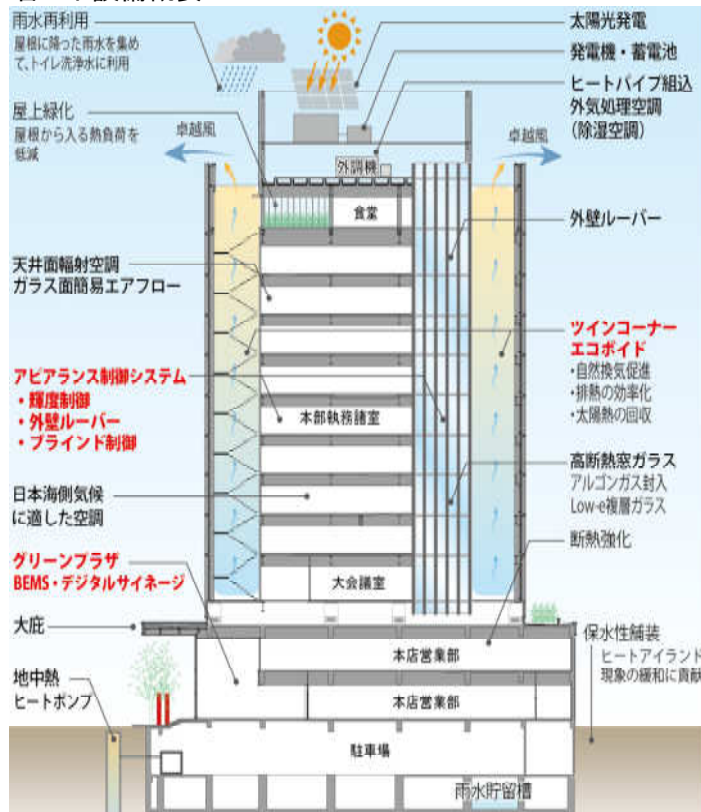 雨水再利用
屋根に降った雨水を集め
て、トイレ洗浄水に利用
屋上緑化
屋根から入る熱負荷を
低減
卓越風
太陽光発電
発電機・蓄電池
ヒートパイプ組込
外気処理空調
(除湿空調)
卓越風
外調機
食堂
外壁ルーバー
天井面輻射空調
ガラス面簡易エアフロー
ツインコーナー
エコボイド
・自然換気促進
・排熱の効率化
・太陽熱の回収
アピアランス制御システム
・輝度制御
・外壁ルーバー
・ブラインド制御
本部執務諸室
高断熱窓ガラス
アルゴンガス封入
Low-e複層ガラス
日本海側気候
に適した空調
断熱強化
グリーンプラザ
BEMS・デジタルサイネージ
大会議室
大庇
保水性舗装
ヒートアイランド
現象の緩和に貢献
本店営業部
地中熱
ヒートポンプ
本店営業部
駐車場
雨水貯留槽